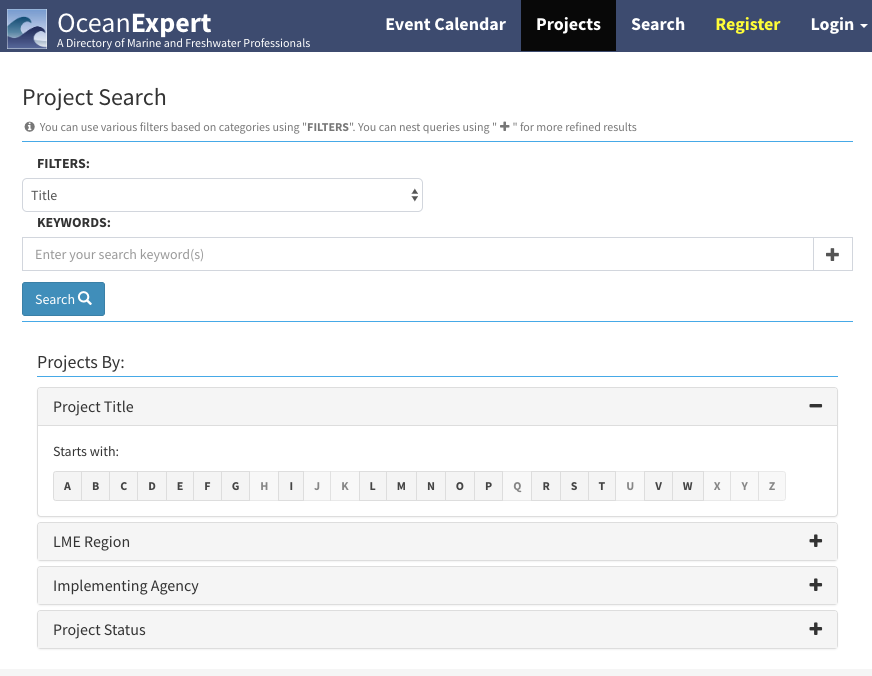 OceanExpert
A Directory of Marine and Freshwater Professionals
Event Calendar Projects Search Register Login
Project Search
You can use various filters based on categories using "FILTERS". You can nest queries using " + " for more refined results
FILTERS:
Title
KEYWORDS:
Enter your search keyword(s)
Search
Projects By:
Project Title
Starts with:
A B C D E F G H I J K L M N O P Q R S T U V W X Y Z
LME Region
Implementing Agency
Project Status